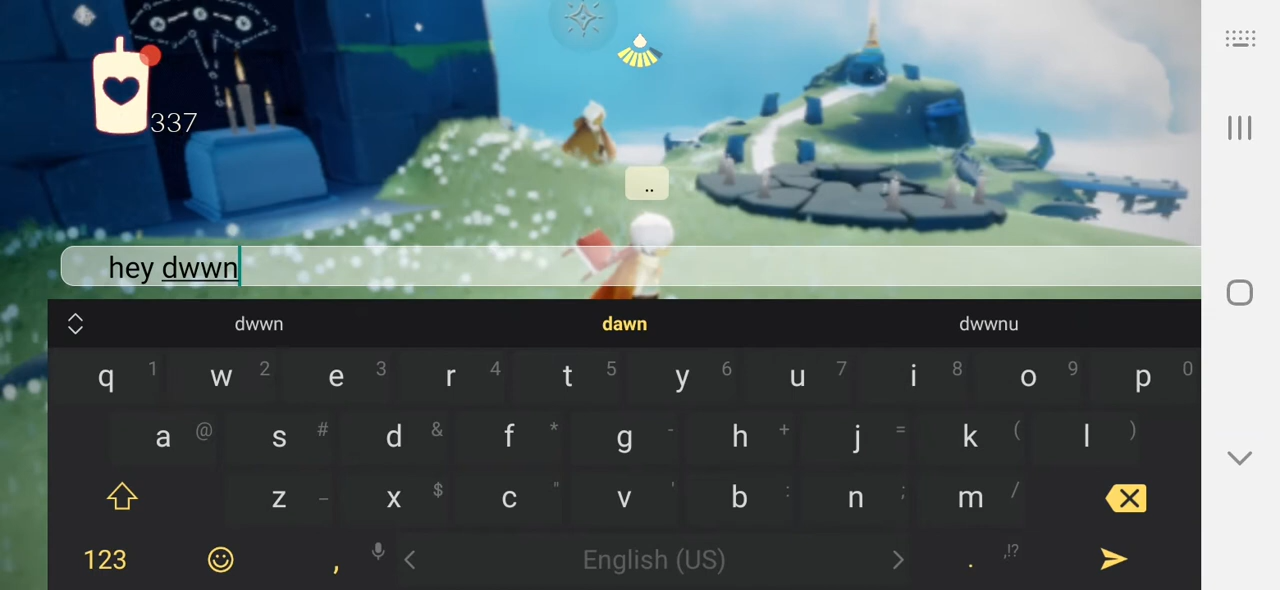 337
..
hey dwwn
dwwn dawn dwwnu
q 1 w 2 e 3 r 4 t 5 y 6 u 7 i 8 o 9 p 0
a @ s # d & f * g - h + j = k ( l )
z _ x $ c " v ' b : n ; m /
123 , English (US) . ,!?